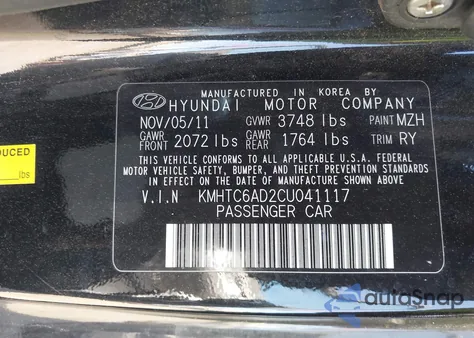 MANUFACTURED IN KOREA BY
HYUNDAI MOTOR COMPANY
NOV/05/11 GVWR 3748 lbs PAINT MZH
GAWR FRONT 2072 lbs GAWR REAR 1764 lbs TRIM RY
THIS VEHICLE CONFORMS TO ALL APPLICABLE U.S.A. FEDERAL
MOTOR VEHICLE SAFETY, BUMPER, AND THEFT PREVENTION
STANDARDS IN EFFECT ON THE DATE OF MANUFACTURE SHOWN ABOVE.
V.I.N KMHTC6AD2CU041117
PASSENGER CAR
DUCED
lbs
autoSnap